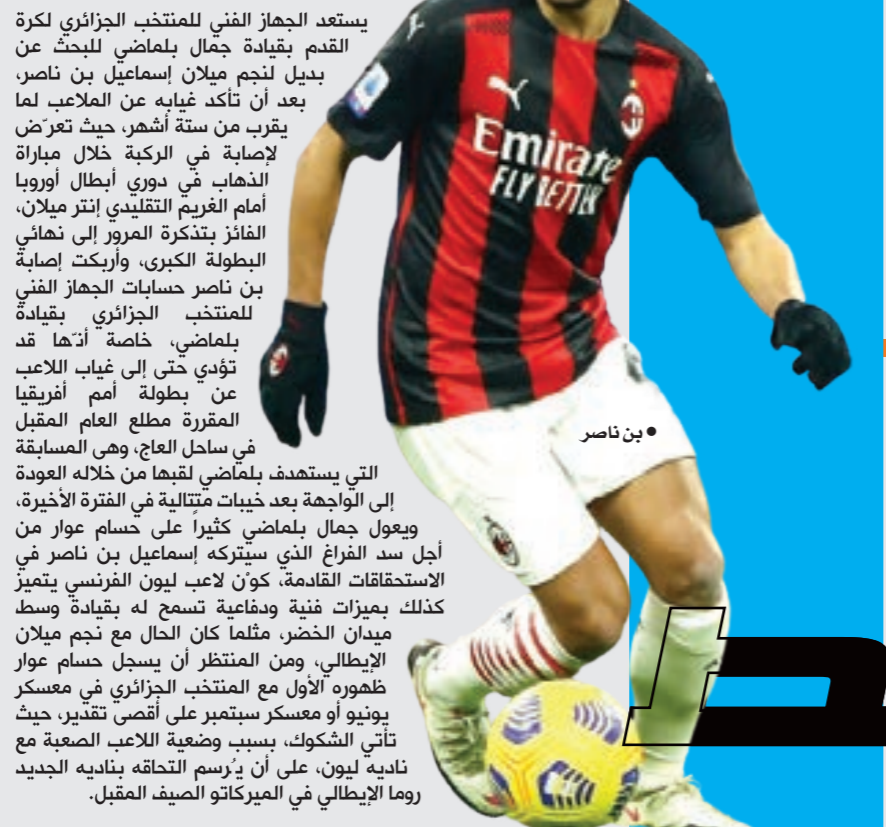 يستعد الجهاز الفني للمنتخب الجزائري لكرة
القدم بقيادة جمال بلماضي للبحث عن
بديل لنجم ميلان إسماعيل بن ناصر،
بعد أن تأكد غيابه عن الملاعب لما
يقرب من ستة أشهر، حيث تعرّض
لإصابة في الركبة خلال مباراة
الذهاب في دوري أبطال أوروبا
أمام الغريم التقليدي إنتر ميلان،
الفائز بتذكرة المرور إلى نهائي
البطولة الكبرى، وأربكت إصابة
بن ناصر حسابات الجهاز الفني
للمنتخب الجزائري بقيادة
بلماضي، خاصة أنّها قد
تؤدي حتى إلى غياب اللاعب
عن بطولة أمم أفريقيا
المقررة مطلع العام المقبل
في ساحل العاج، وهى المسابقة
التي يستهدف بلماضي لقبها من خلاله العودة
إلى الواجهة بعد خيبات متتالية في الفترة الأخيرة،
ويعول جمال بلماضي كثيراً على حسام عوار من
أجل سد الفراغ الذي سيتركه إسماعيل بن ناصر في
الاستحقاقات القادمة، كوْن لاعب ليون الفرنسي يتميز
كذلك بميزات فنية ودفاعية تسمح له بقيادة وسط
ميدان الخضر، مثلما كان الحال مع نجم ميلان
الإيطالي، ومن المنتظر أن يسجل حسام عوار
ظهوره الأول مع المنتخب الجزائري في معسكر
يونيو أو معسكر سبتمبر على أقصى تقدير، حيث
تأتي الشكوك، بسبب وضعية اللاعب الصعبة مع
ناديه ليون، على أن يُرسم التحاقه بناديه الجديد
روما الإيطالي في الميركاتو الصيف المقبل.
Emirate
FLY BETTER
● بن ناصر